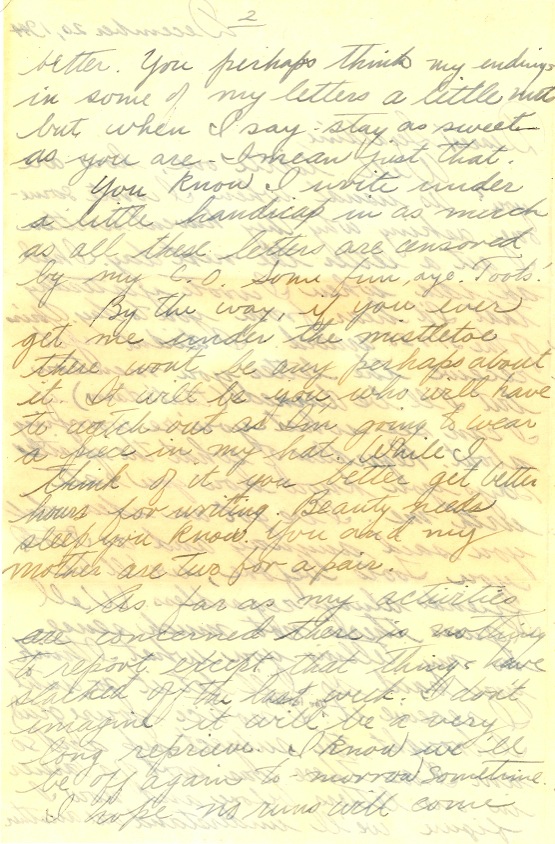 2
better. You perhaps think my endings
in some of my letters a little
but when I say stay as sweet
as you are - I mean just that.
You know I write under
a little handicap in as much
as all these letters are censored
by my C.O. Some fun, aye. Toots!
By the way, if you ever
get me under the mistletoe
there won't be any perhaps about
it. It will be you who will have
to watch out as I'm going to wear
a piece in my hat. While I
think of it you better get better
hours for writing. Beauty needs
sleep you know. You and my
mother are two for a pair.
As far as my activities
are concerned there is nothing
to report except that things have
slacked off the last week. I don't
imagine it will be a very
long reprieve. I know we'll
be off again to-morrow sometime.
I hope no runs will come